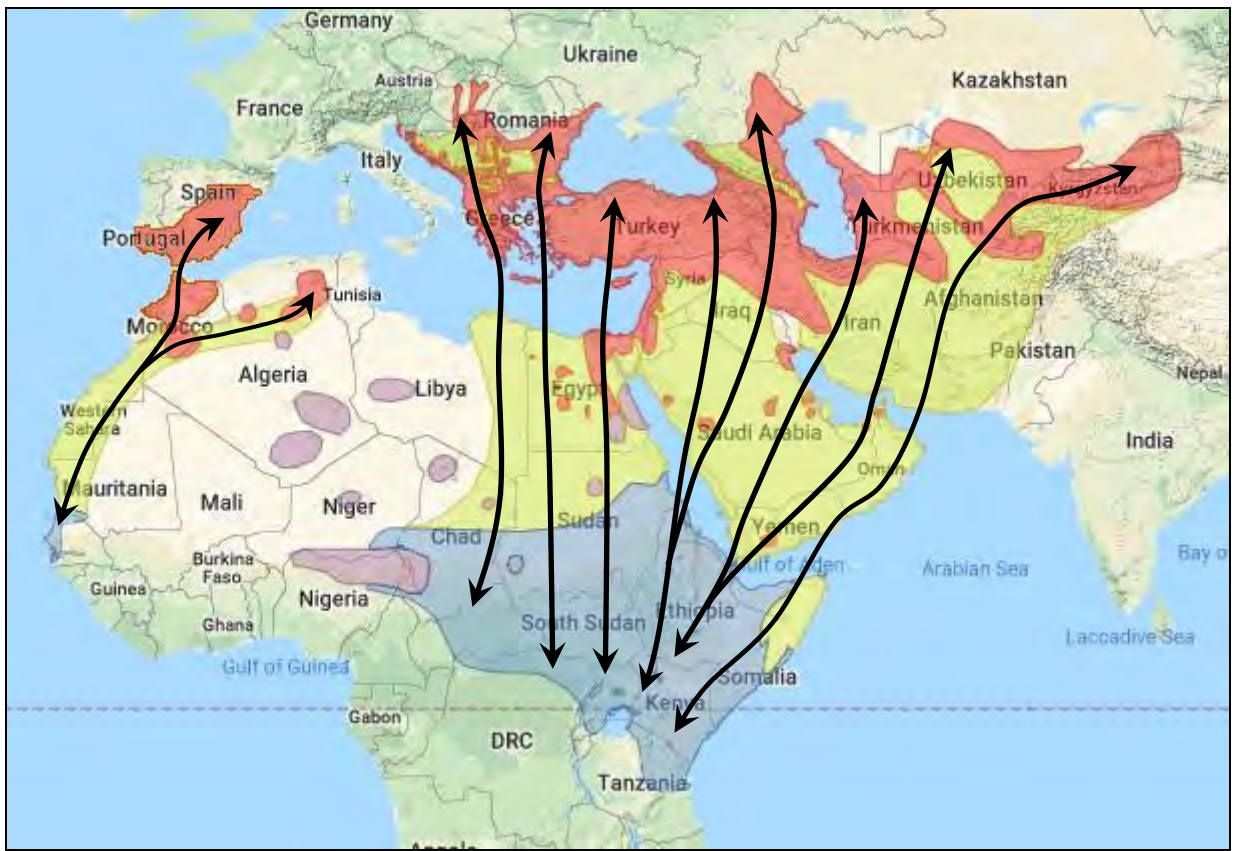 Germany
Ukraine
Austria
Kazakhstan
France
Romania
Italy
Spain
Uzbekistan
Kyrgyzstan
Portugal
Greece
Turkey
Turkmenistan
Syria
Tunisia
Afghanistan
Morocco
Iraq
Iran
Pakistan
Algeria
Libya
Egypt
Nepal
Western
Sahara
Saudi Arabia
India
Mauritania
Mali
Niger
Oman
Chad
Sudan
Yemen
Burkina
Faso
Gulf of Aden
Arabian Sea
Bay o
Guinea
Nigeria
Ethiopia
Ghana
South Sudan
Laccadive Sea
Gulf of Guinea
Somalia
Kenya
Gabon
DRC
Tanzania
Angola